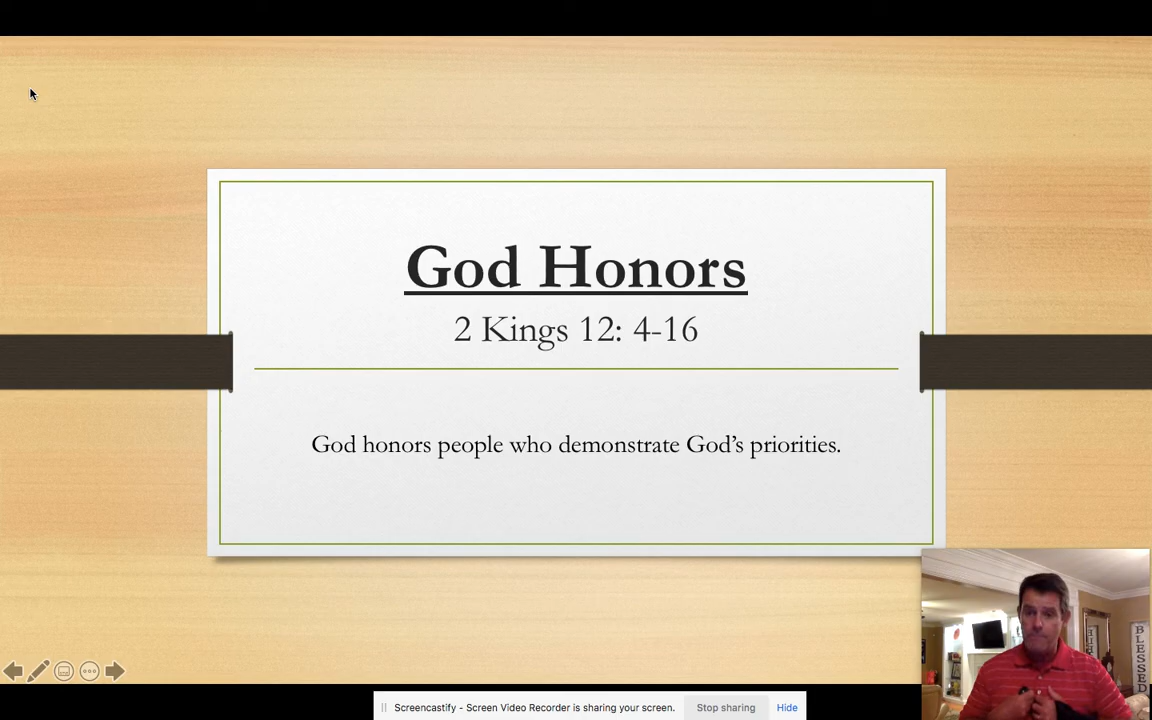 God Honors
2 Kings 12: 4-16
God honors people who demonstrate God’s priorities.
BLESSED
Screencastify - Screen Video Recorder is sharing your screen.
Stop sharing
Hide